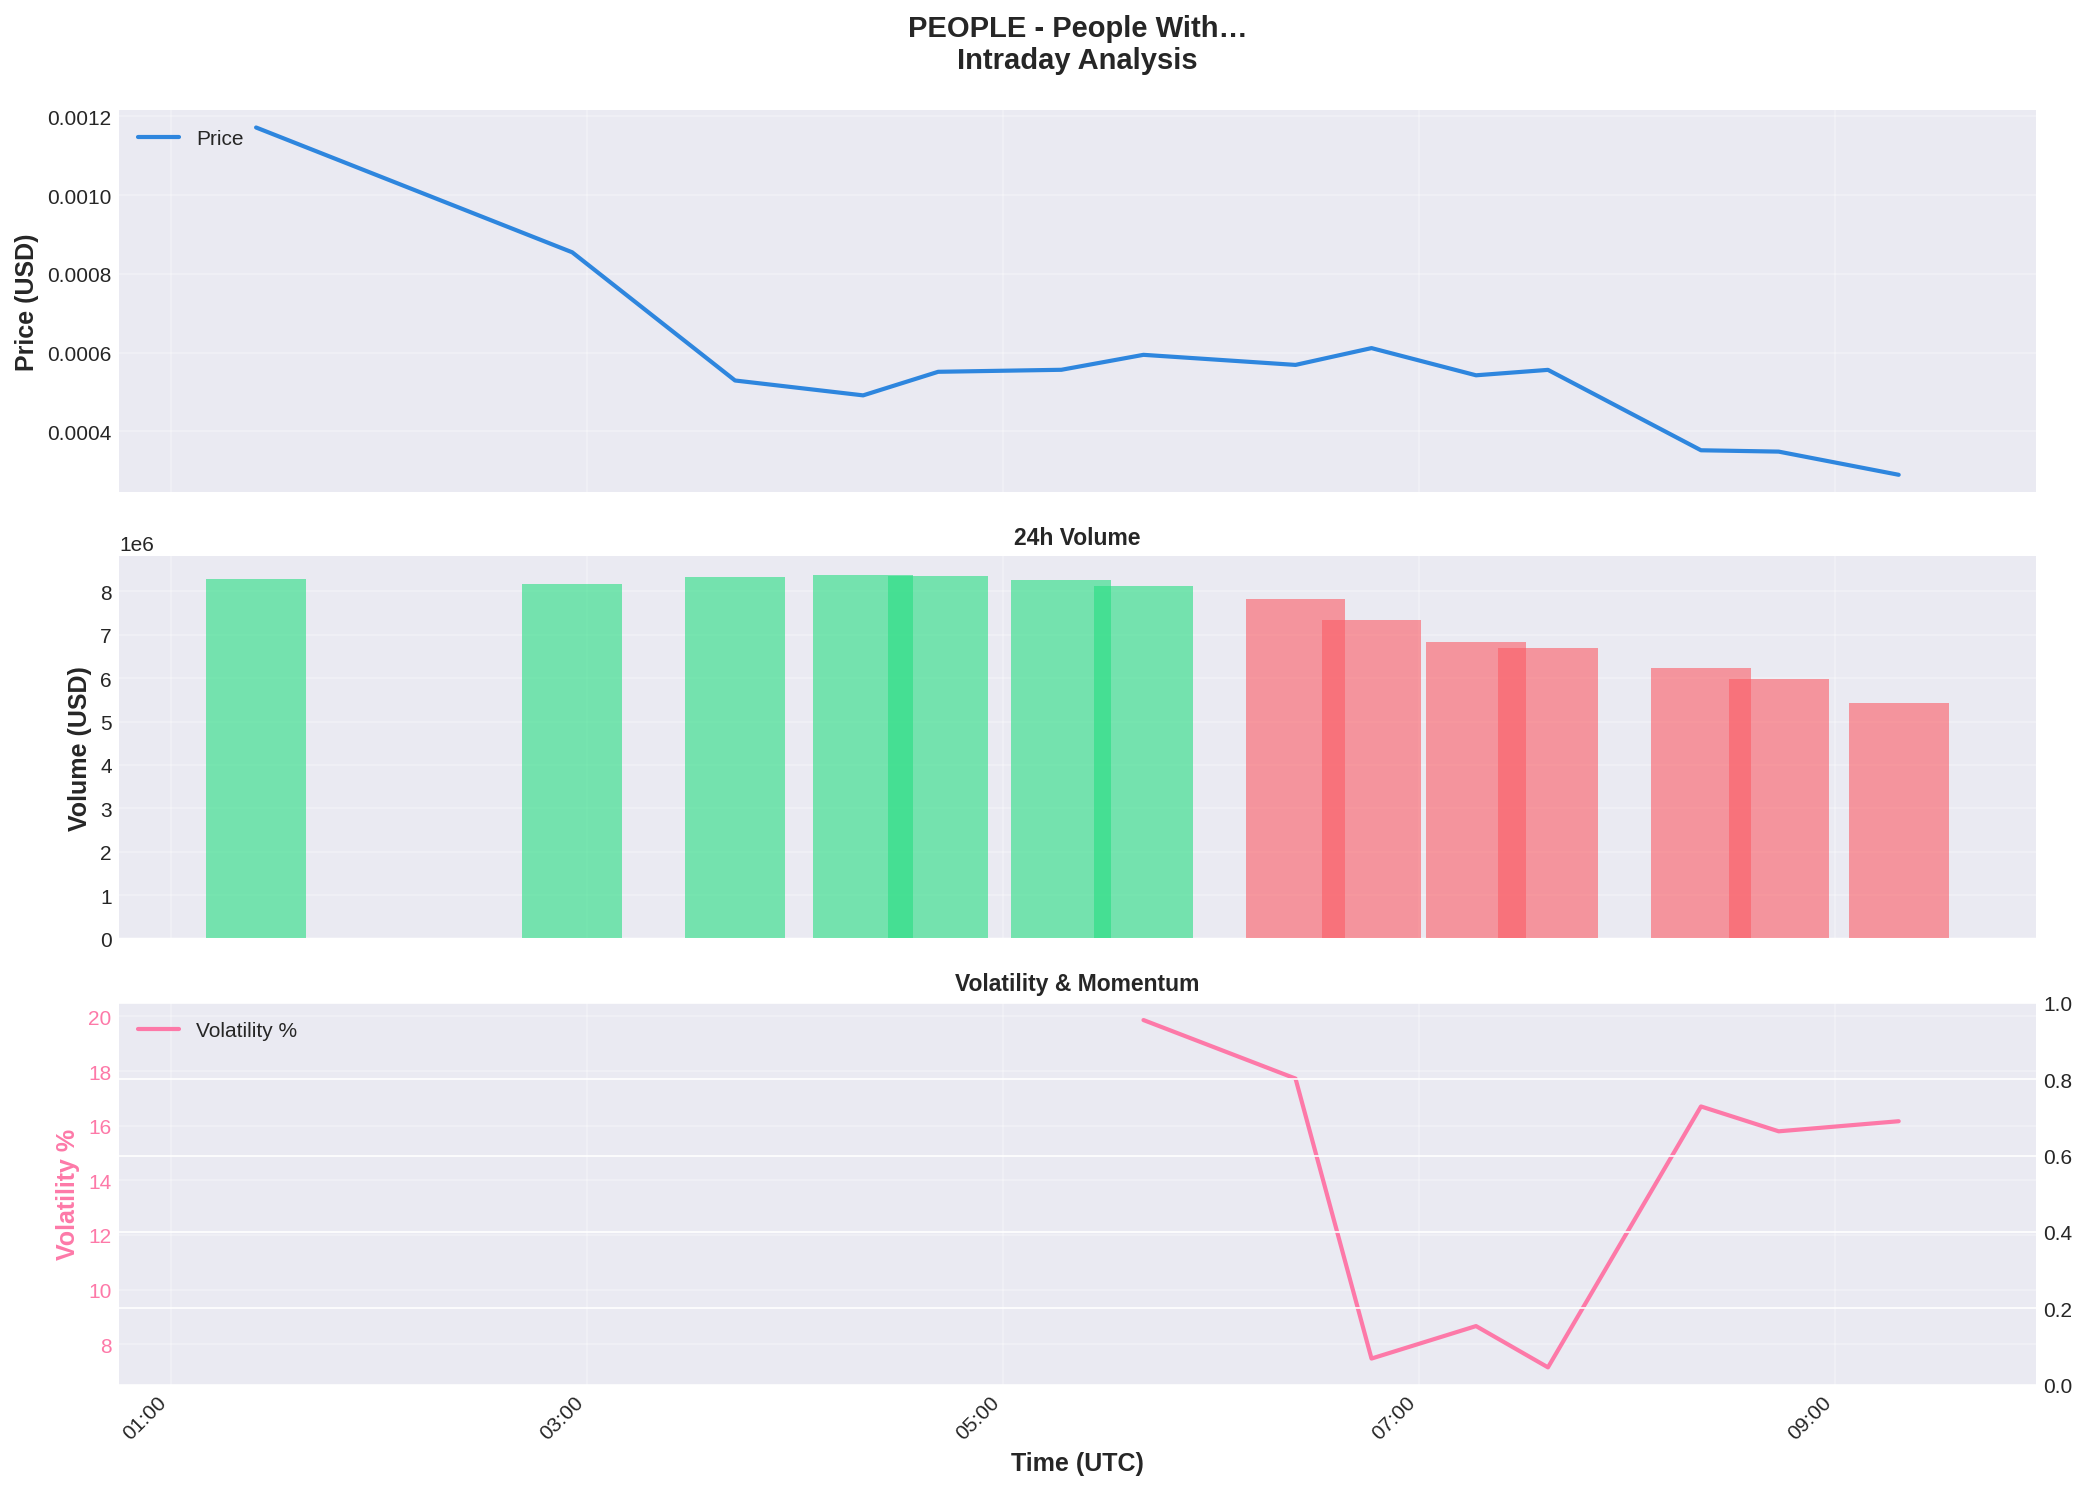 PEOPLE - People With…
Intraday Analysis
Price
Price (USD)
0.0012
0.0010
0.0008
0.0006
0.0004
24h Volume
1e6
Volume (USD)
8
7
6
5
4
3
2
1
0
Volatility & Momentum
Volatility %
Volatility %
20
18
16
14
12
10
8
1.0
0.8
0.6
0.4
0.2
0.0
01:00
03:00
05:00
07:00
09:00
Time (UTC)